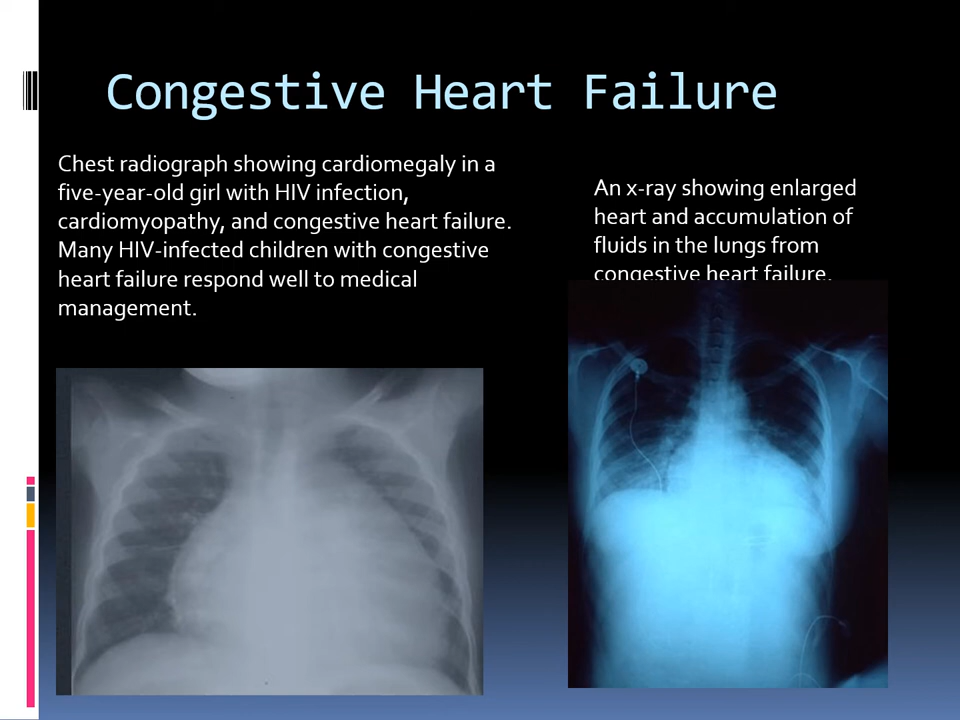 Congestive Heart Failure
Chest radiograph showing cardiomegaly in a
five-year-old girl with HIV infection,
cardiomyopathy, and congestive heart failure.
Many HIV-infected children with congestive
heart failure respond well to medical
management.
An x-ray showing enlarged
heart and accumulation of
fluids in the lungs from
congestive heart failure.